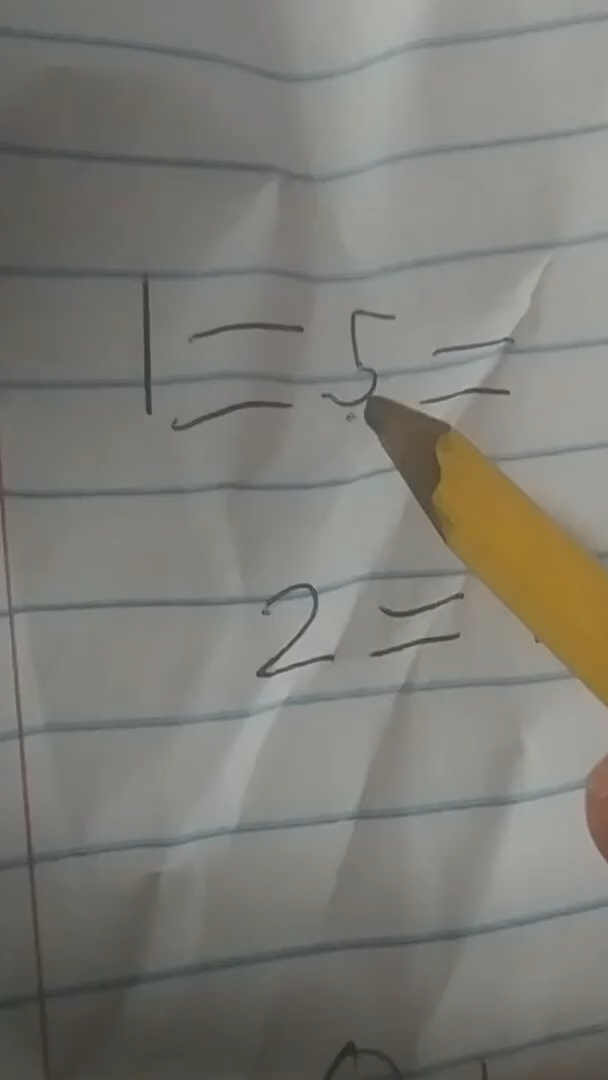 1 = 5 =
2 =